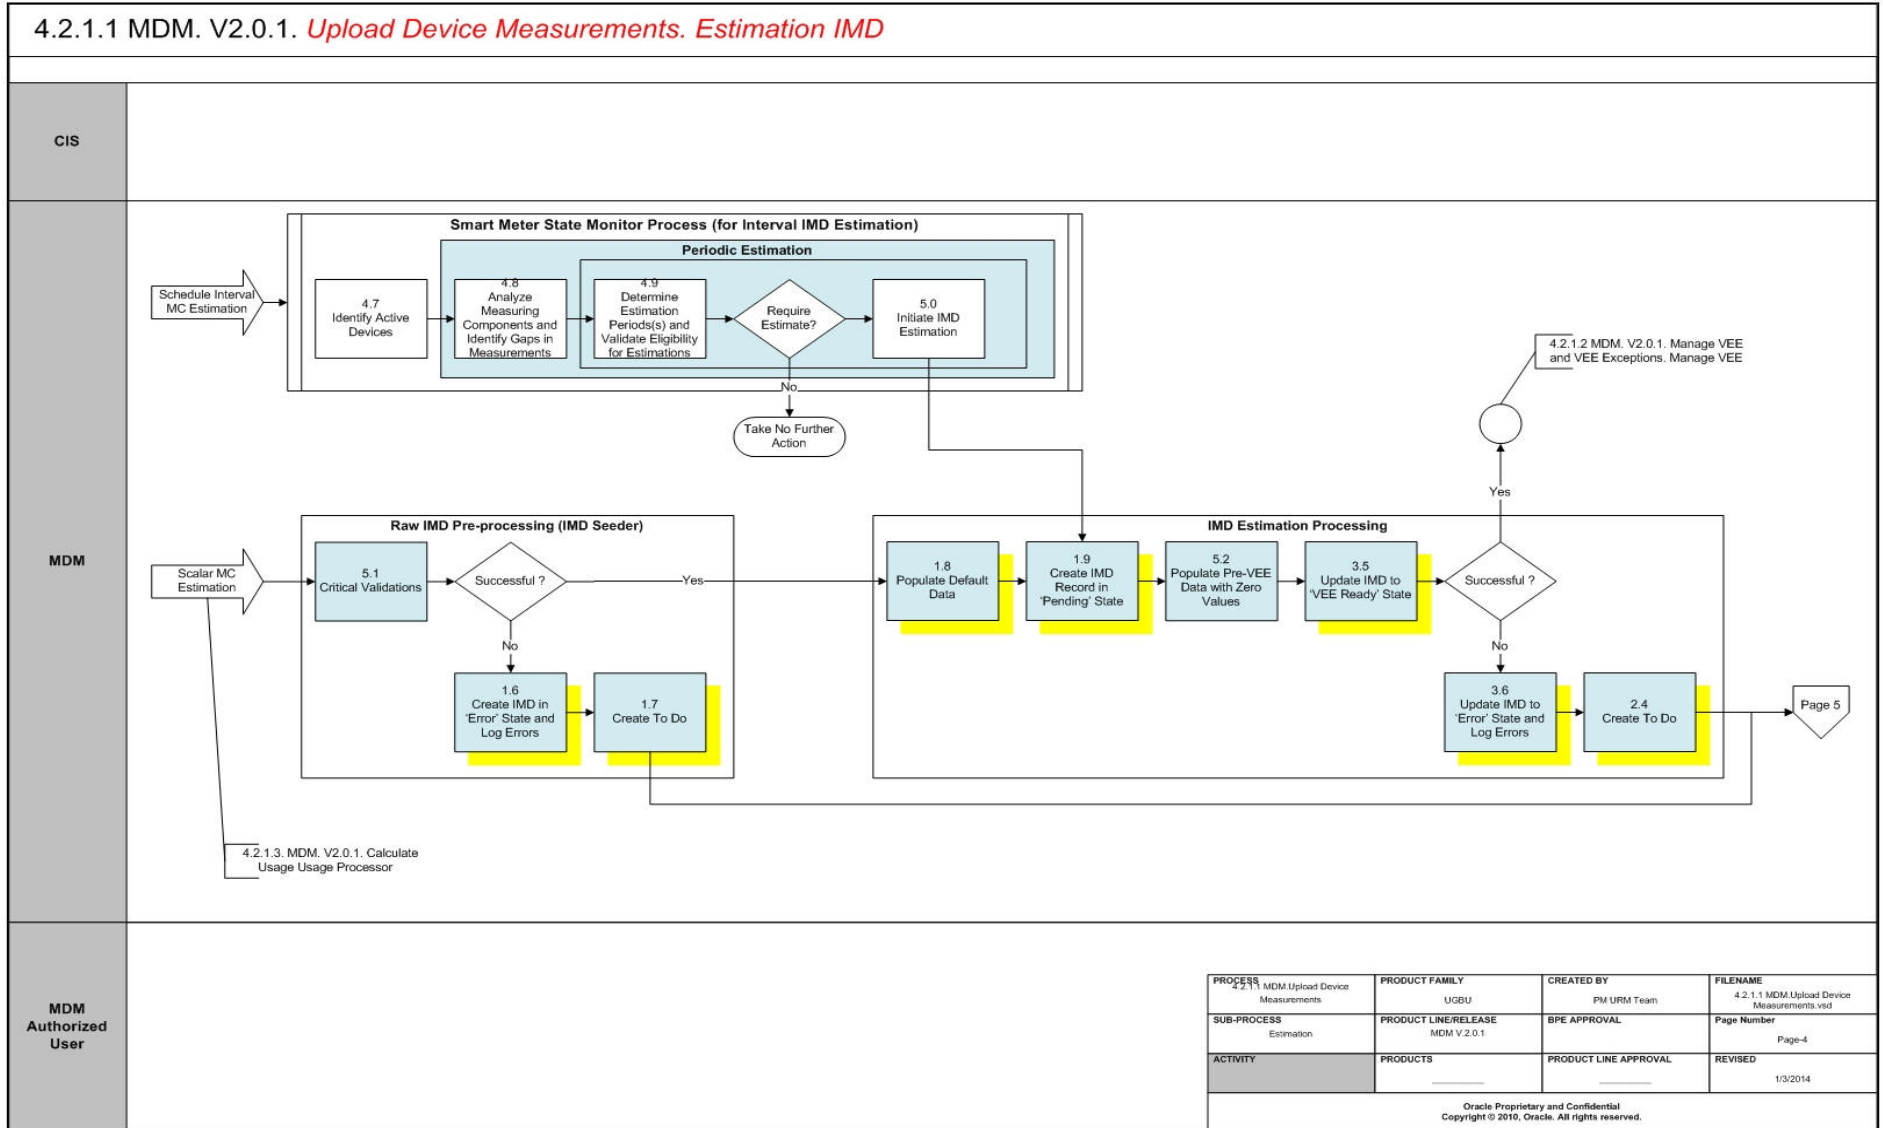 4.2.1.1 MDM. V2.0.1. Upload Device Measurements. Estimation IMD
CIS
MDM
Smart Meter State Monitor Process (for Interval IMD Estimation)
Periodic Estimation
Schedule Interval
MC Estimation
4.7
Identify Active
Devices
4.8
Analyze
Measuring
Components and
Identify Gaps in
Measurements
4.9
Determine
Estimation
Periods(s) and
Validate Eligibility
for Estimations
Require
Estimate?
5.0
Initiate IMD
Estimation
No
Take No Further
Action
4.2.1.2 MDM. V2.0.1. Manage VEE
and VEE Exceptions. Manage VEE
Yes
Raw IMD Pre-processing (IMD Seeder)
Scalar MC
Estimation
5.1
Critical Validations
Successful ?
Yes
No
1.6
Create IMD in
'Error' State and
Log Errors
1.7
Create To Do
IMD Estimation Processing
1.8
Populate Default
Data
1.9
Create IMD
Record in
'Pending' State
5.2
Populate Pre-VEE
Data with Zero
Values
3.5
Update IMD to
'VEE Ready' State
Successful ?
No
3.6
Update IMD to
'Error' State and
Log Errors
2.4
Create To Do
Page 5
4.2.1.3. MDM. V2.0.1. Calculate
Usage Usage Processor
MDM
Authorized
User
PROCESS
4.2.1.1 MDM.Upload Device
Measurements
PRODUCT FAMILY
UGBU
CREATED BY
PM URM Team
FILENAME
4.2.1.1 MDM.Upload Device
Measurements.vsd
SUB-PROCESS
Estimation
PRODUCT LINE/RELEASE
MDM V.2.0.1
BPE APPROVAL
Page Number
Page-4
ACTIVITY
PRODUCTS
PRODUCT LINE APPROVAL
REVISED
1/3/2014
Oracle Proprietary and Confidential
Copyright © 2010, Oracle. All rights reserved.